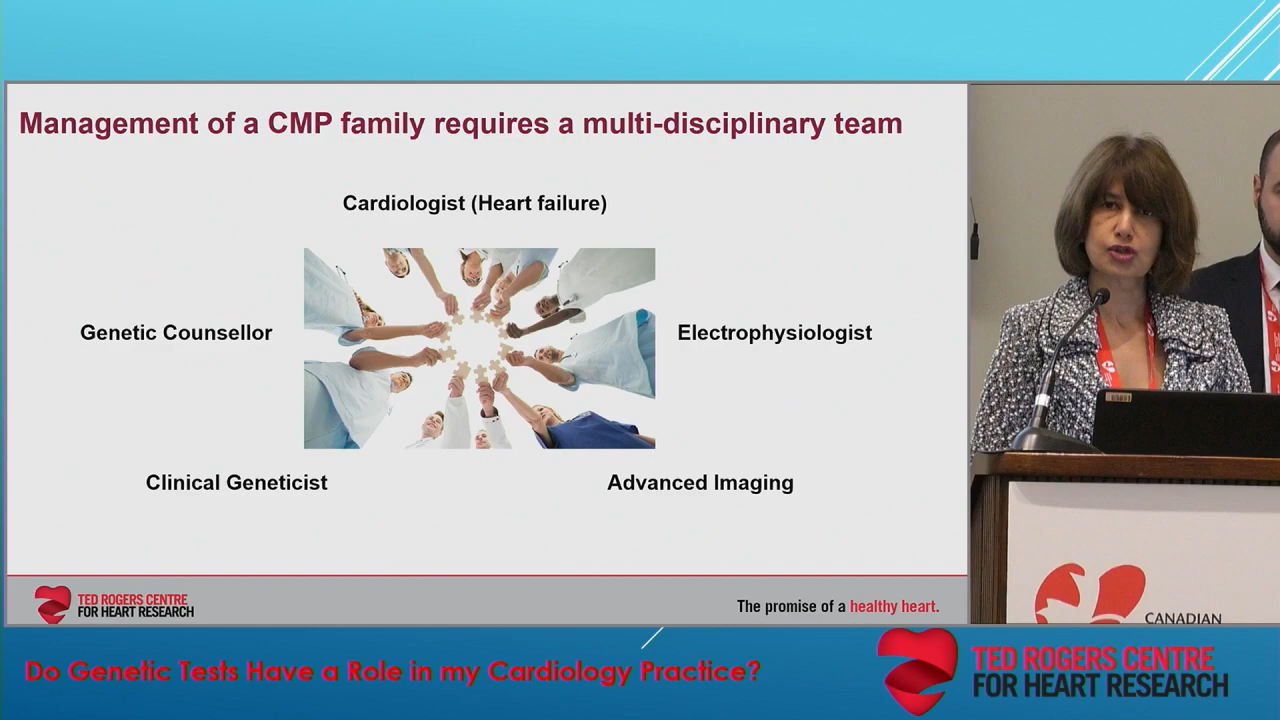 Management of a CMP family requires a multi-disciplinary team
Cardiologist (Heart failure)
Genetic Counsellor
Electrophysiologist
Clinical Geneticist
Advanced Imaging
TED ROGERS CENTRE
FOR HEART RESEARCH
The promise of a healthy heart.
CANADIAN
Do Genetic Tests Have a Role in my Cardiology Practice?
TED ROGERS CENTRE
FOR HEART RESEARCH